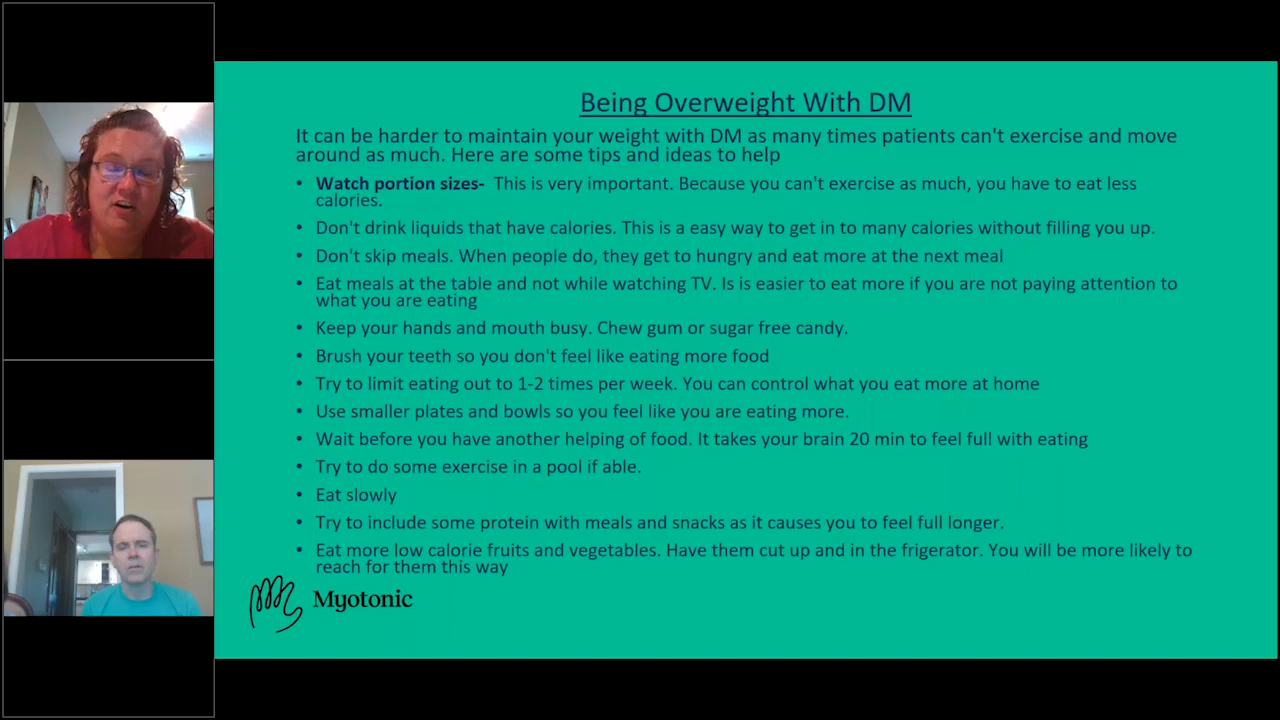 Being Overweight With DM
It can be harder to maintain your weight with DM as many times patients can't exercise and move
around as much. Here are some tips and ideas to help
• Watch portion sizes- This is very important. Because you can't exercise as much, you have to eat less
calories.
• Don't drink liquids that have calories. This is a easy way to get in to many calories without filling you up.
• Don't skip meals. When people do, they get to hungry and eat more at the next meal
• Eat meals at the table and not while watching TV. Is is easier to eat more if you are not paying attention to
what you are eating
• Keep your hands and mouth busy. Chew gum or sugar free candy.
• Brush your teeth so you don't feel like eating more food
• Try to limit eating out to 1-2 times per week. You can control what you eat more at home
• Use smaller plates and bowls so you feel like you are eating more.
• Wait before you have another helping of food. It takes your brain 20 min to feel full with eating
• Try to do some exercise in a pool if able.
• Eat slowly
• Try to include some protein with meals and snacks as it causes you to feel full longer.
• Eat more low calorie fruits and vegetables. Have them cut up and in the frigerator. You will be more likely to
reach for them this way
Myotonic